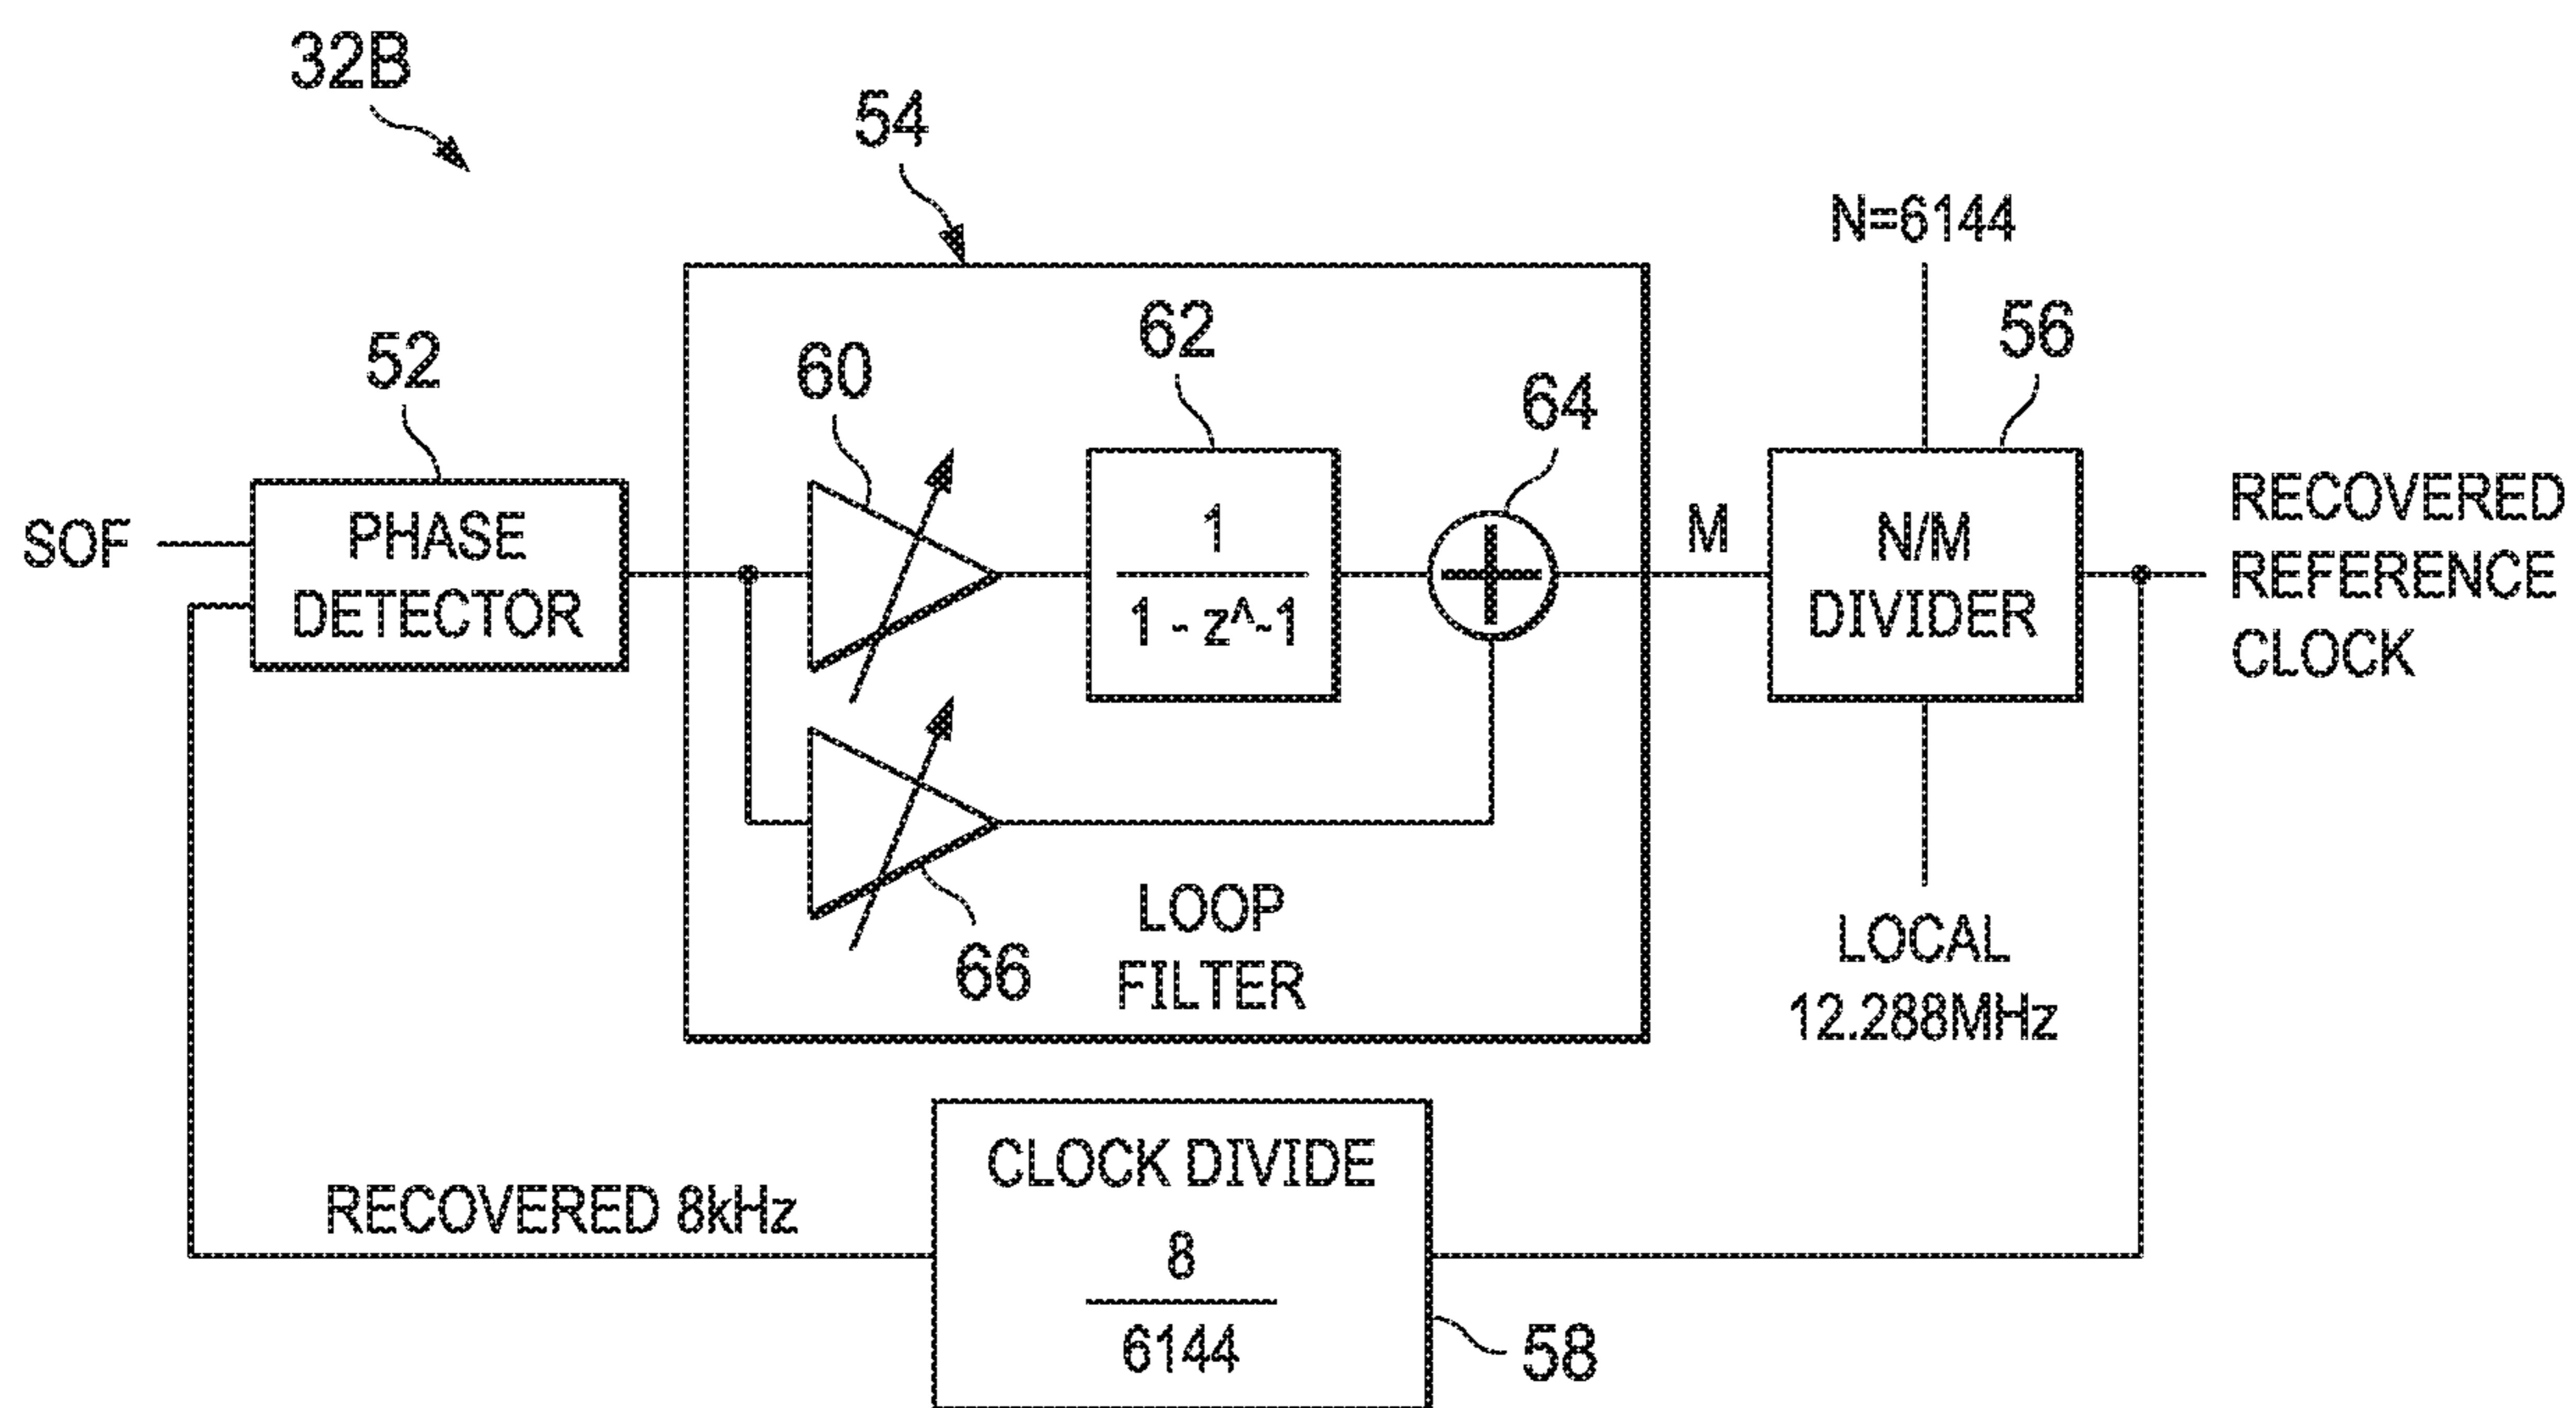 32B
54
N=6144
52
60
62
64
56
SOF
PHASE
DETECTOR
1
1 - z^-1
M
N/M
DIVIDER
RECOVERED
REFERENCE
CLOCK
66
LOOP
FILTER
LOCAL
12.288MHz
RECOVERED 8kHz
CLOCK DIVIDE
8
6144
58